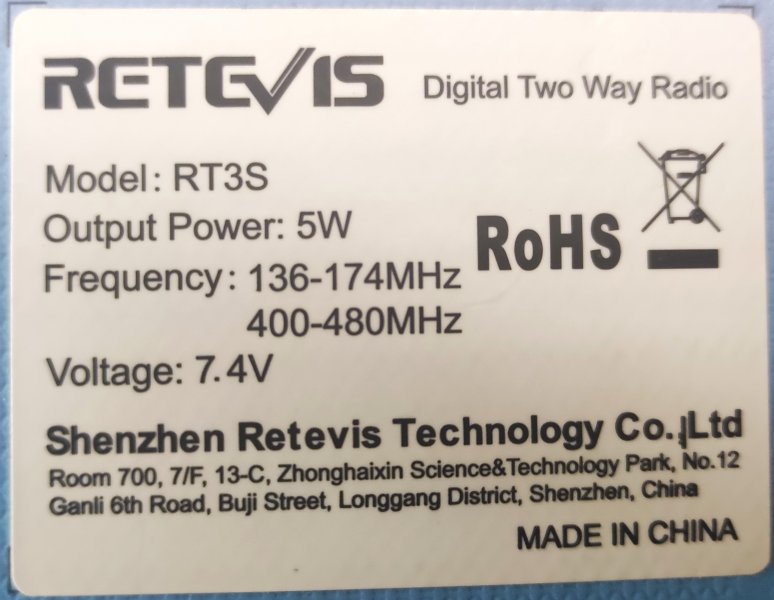 RETEVIS Digital Two Way Radio
Model: RT3S
Output Power: 5W
RoHS
Frequency: 136-174MHz
400-480MHz
Voltage: 7.4V
Shenzhen Retevis Technology Co.,Ltd
Room 700, 7/F, 13-C, Zhonghaixin Science&Technology Park, No.12
Ganli 6th Road, Buji Street, Longgang District, Shenzhen, China
MADE IN CHINA